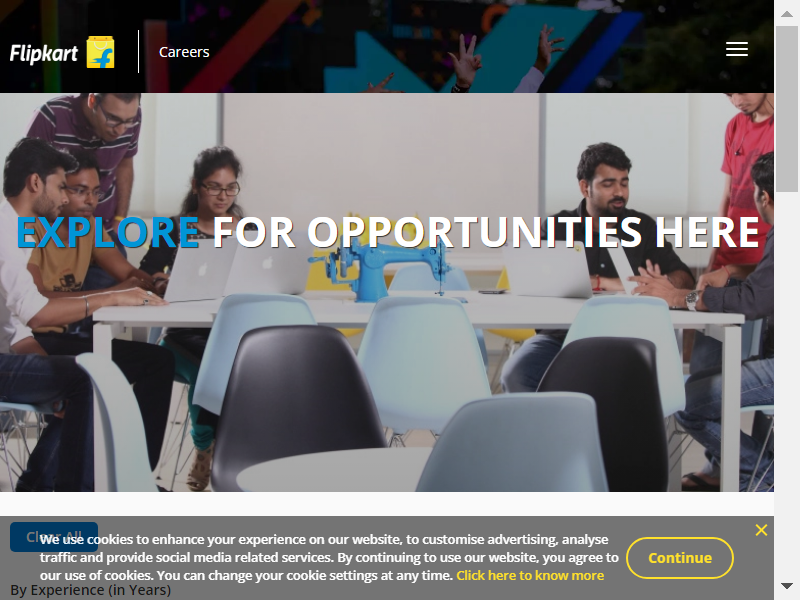 Flipkart
Careers
EXPLORE FOR OPPORTUNITIES HERE
Clear All
We use cookies to enhance your experience on our website, to customise advertising, analyse
traffic and provide social media related services. By continuing to use our website, you agree to
our use of cookies. You can change your cookie settings at any time. Click here to know more
Continue
By Experience (in Years)